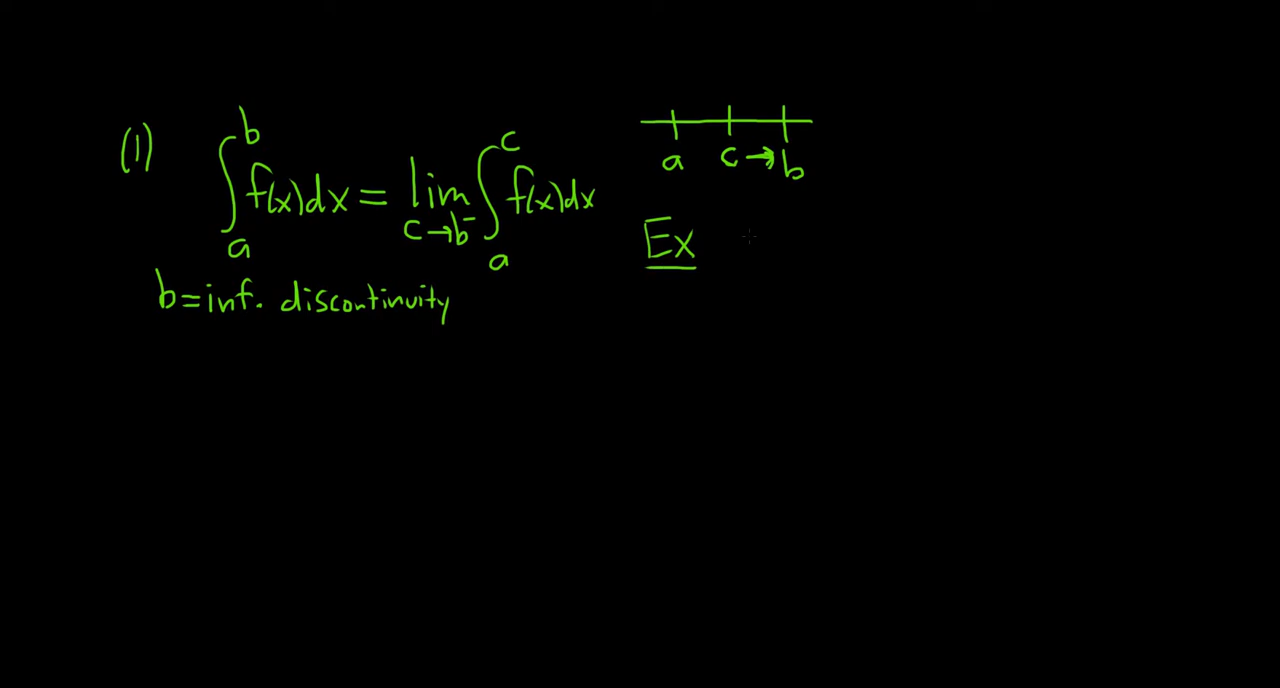 (1) ∫_a^b f(x)dx = lim_{c→b⁻} ∫_a^c f(x)dx
a c→b
Ex
b=inf. discontinuity